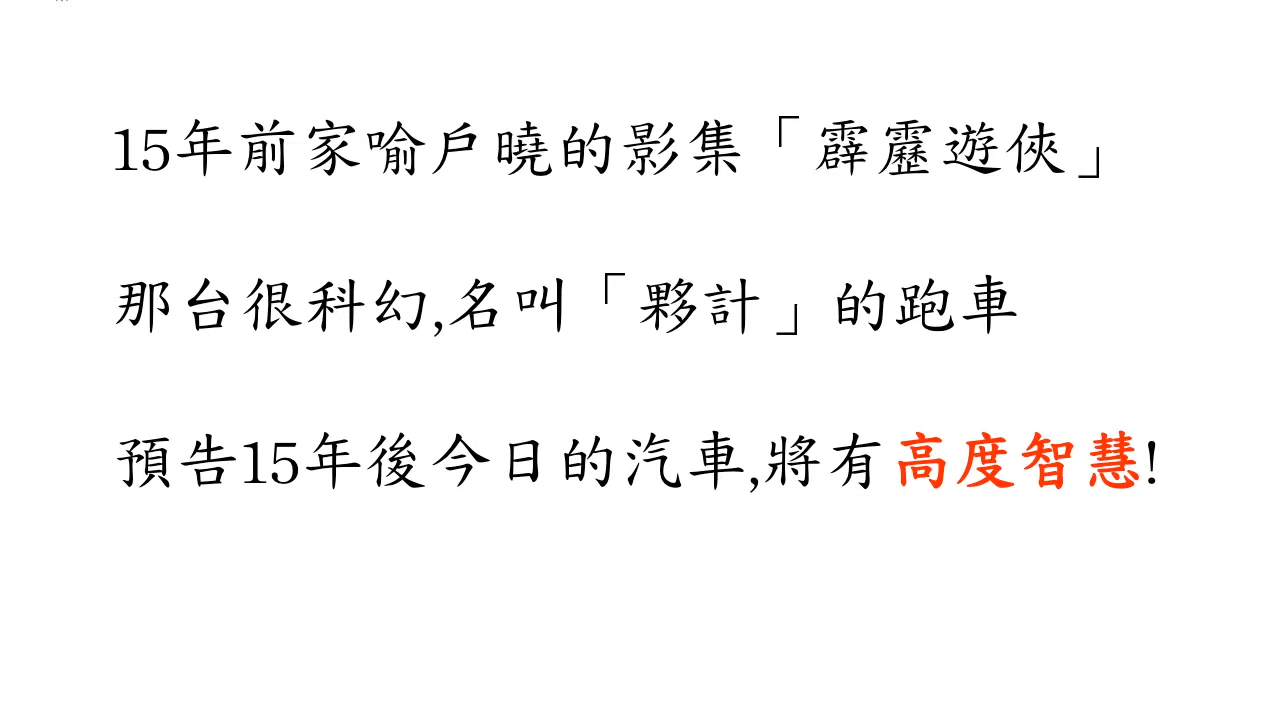 15年前家喻戶曉的影集「霹靂遊俠」
那台很科幻,名叫「夥計」的跑車
預告15年後今日的汽車,將有高度智慧!